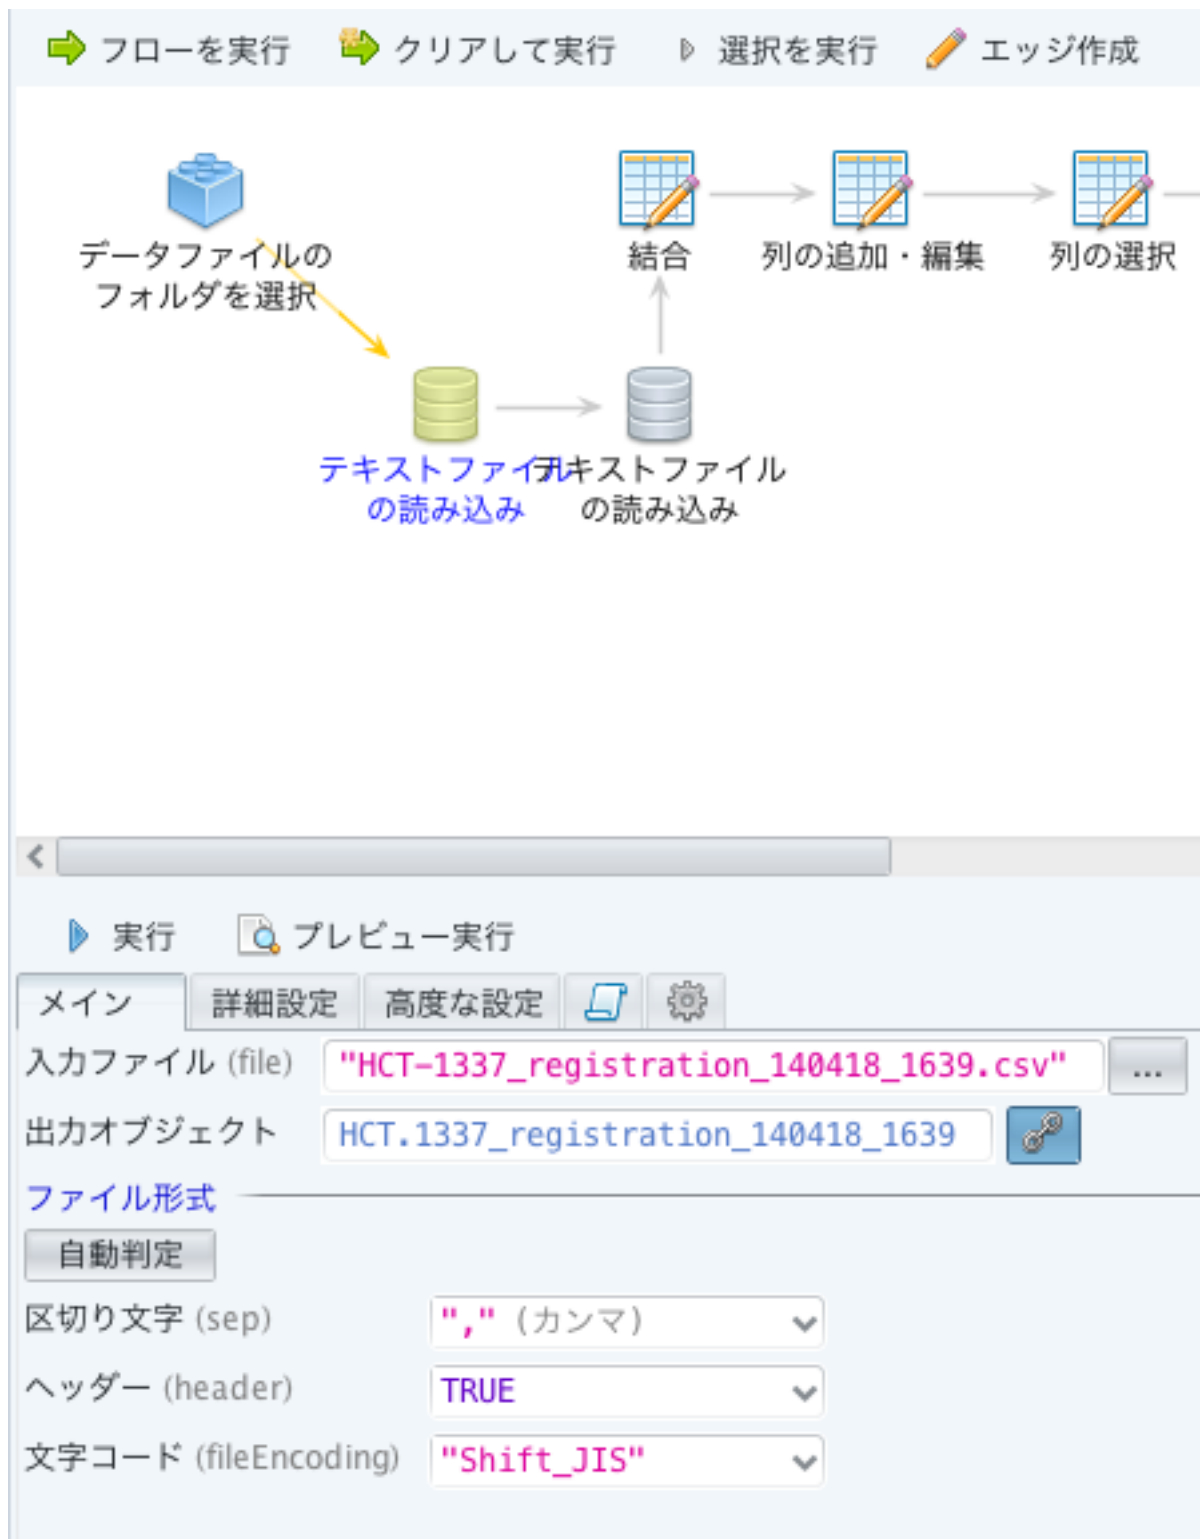 フローを実行 クリアして実行 選択を実行 エッジ作成
データファイルの
フォルダを選択
結合
列の追加・編集
列の選択
テキストファイル
の読み込み
テキストファイル
の読み込み
実行 プレビュー実行
メイン 詳細設定 高度な設定
入力ファイル (file) "HCT-1337_registration_140418_1639.csv" ...
出力オブジェクト HCT.1337_registration_140418_1639
ファイル形式
自動判定
区切り文字 (sep) "," (カンマ)
ヘッダー (header) TRUE
文字コード (fileEncoding) "Shift_JIS"